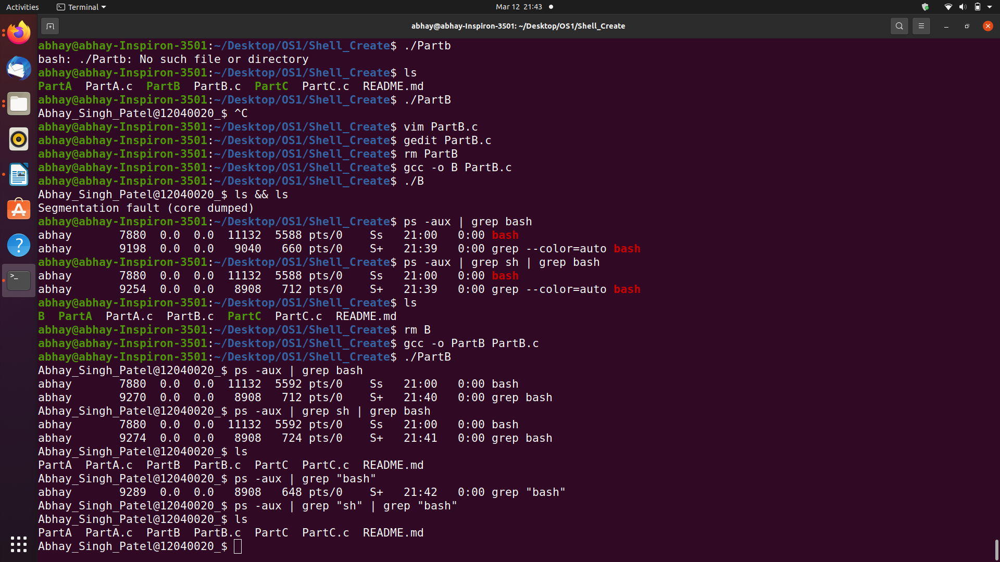 Activities Terminal Mar 12 21:43
abhay@abhay-Inspiron-3501: ~/Desktop/OS1/Shell_Create
abhay@abhay-Inspiron-3501:~/Desktop/OS1/Shell_Create$ ./Partb
bash: ./Partb: No such file or directory
abhay@abhay-Inspiron-3501:~/Desktop/OS1/Shell_Create$ ls
PartA  PartA.c  PartB  PartB.c  PartC  PartC.c  README.md
abhay@abhay-Inspiron-3501:~/Desktop/OS1/Shell_Create$ ./PartB
Abhay_Singh_Patel@12040020_$ ^C
abhay@abhay-Inspiron-3501:~/Desktop/OS1/Shell_Create$ vim PartB.c
abhay@abhay-Inspiron-3501:~/Desktop/OS1/Shell_Create$ gedit PartB.c
abhay@abhay-Inspiron-3501:~/Desktop/OS1/Shell_Create$ rm PartB
abhay@abhay-Inspiron-3501:~/Desktop/OS1/Shell_Create$ gcc -o B PartB.c
abhay@abhay-Inspiron-3501:~/Desktop/OS1/Shell_Create$ ./B
Abhay_Singh_Patel@12040020_$ ls && ls
Segmentation fault (core dumped)
abhay@abhay-Inspiron-3501:~/Desktop/OS1/Shell_Create$ ps -aux | grep bash
abhay       7880  0.0  0.0  11132  5588 pts/0    Ss   21:00   0:00 bash
abhay       9198  0.0  0.0   9040   660 pts/0    S+   21:39   0:00 grep --color=auto bash
abhay@abhay-Inspiron-3501:~/Desktop/OS1/Shell_Create$ ps -aux | grep sh | grep bash
abhay       7880  0.0  0.0  11132  5588 pts/0    Ss   21:00   0:00 bash
abhay       9254  0.0  0.0   8908   712 pts/0    S+   21:39   0:00 grep --color=auto bash
abhay@abhay-Inspiron-3501:~/Desktop/OS1/Shell_Create$ ls
B  PartA  PartA.c  PartB.c  PartC  PartC.c  README.md
abhay@abhay-Inspiron-3501:~/Desktop/OS1/Shell_Create$ rm B
abhay@abhay-Inspiron-3501:~/Desktop/OS1/Shell_Create$ gcc -o PartB PartB.c
abhay@abhay-Inspiron-3501:~/Desktop/OS1/Shell_Create$ ./PartB
Abhay_Singh_Patel@12040020_$ ps -aux | grep bash
abhay       7880  0.0  0.0  11132  5592 pts/0    Ss   21:00   0:00 bash
abhay       9270  0.0  0.0   8908   712 pts/0    S+   21:40   0:00 grep bash
Abhay_Singh_Patel@12040020_$ ps -aux | grep sh | grep bash
abhay       7880  0.0  0.0  11132  5592 pts/0    Ss   21:00   0:00 bash
abhay       9274  0.0  0.0   8908   724 pts/0    S+   21:41   0:00 grep bash
Abhay_Singh_Patel@12040020_$ ls
PartA  PartA.c  PartB  PartB.c  PartC  PartC.c  README.md
Abhay_Singh_Patel@12040020_$ ps -aux | grep "bash"
abhay       9289  0.0  0.0   8908   648 pts/0    S+   21:42   0:00 grep "bash"
Abhay_Singh_Patel@12040020_$ ps -aux | grep "sh" | grep "bash"
Abhay_Singh_Patel@12040020_$ ls
PartA  PartA.c  PartB  PartB.c  PartC  PartC.c  README.md
Abhay_Singh_Patel@12040020_$